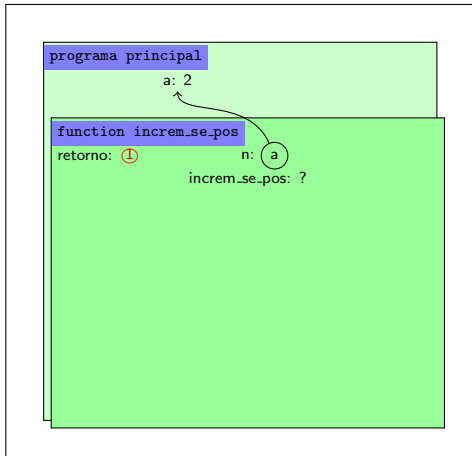 programa principal
a: 2
function increm_se_pos
retorno: 1 n: a
increm_se_pos: ?